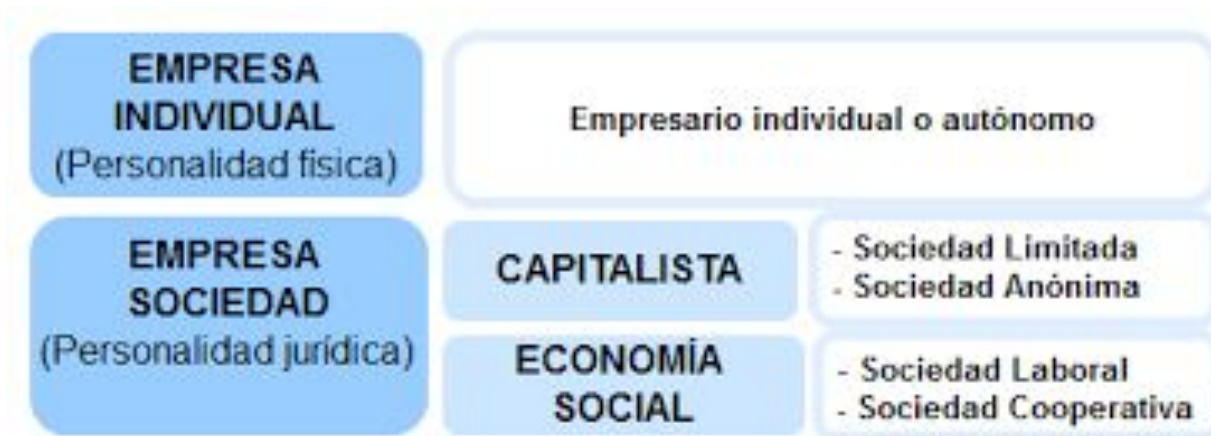 EMPRESA
INDIVIDUAL
(Personalidad física)
Empresario individual o autónomo
EMPRESA
SOCIEDAD
(Personalidad jurídica)
CAPITALISTA
- Sociedad Limitada
- Sociedad Anónima
ECONOMÍA
SOCIAL
- Sociedad Laboral
- Sociedad Cooperativa